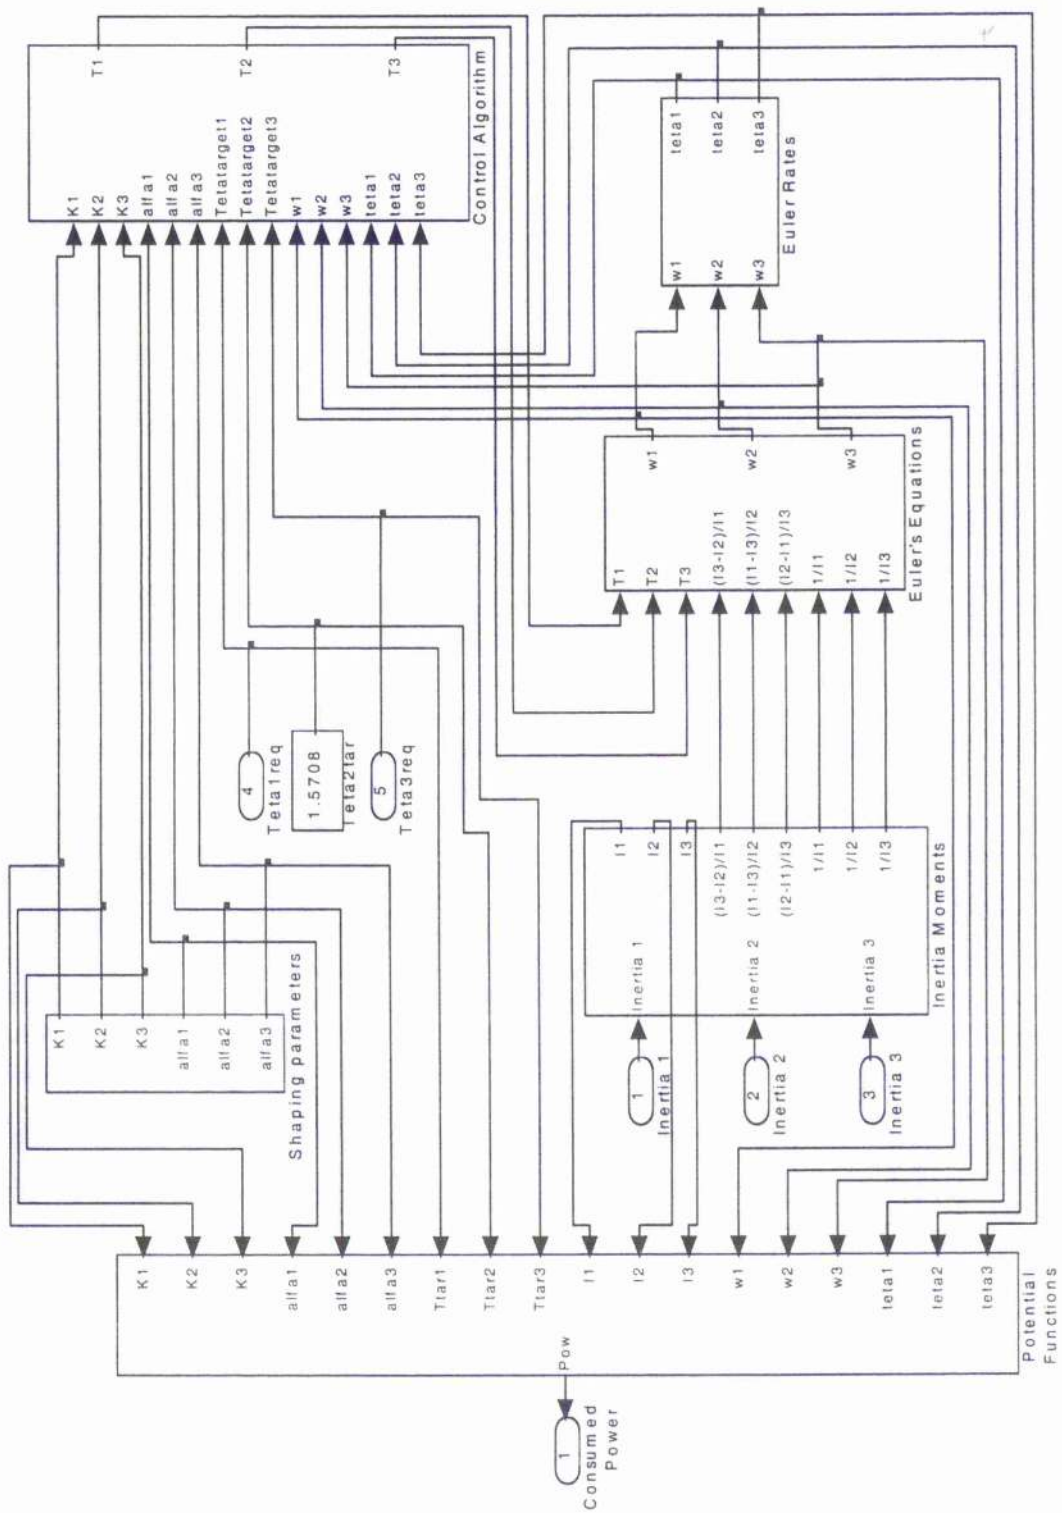 K1
K2
K3
alfa1
alfa2
alfa3
Tetatarget1
Tetatarget2
Tetatarget3
w1
w2
w3
teta1
teta2
teta3
T1
T2
T3
Control Algorithm
w1
w2
w3
teta1
teta2
teta3
Euler Rates
T1
T2
T3
(I3-I2)/I1
(I1-I3)/I2
(I2-I1)/I3
1/I1
1/I2
1/I3
w1
w2
w3
Euler's Equations
4
Teta1req
1.5708
Teta2tar
5
Teta3req
K1
K2
K3
alfa1
alfa2
alfa3
Shaping parameters
1
Inertia 1
2
Inertia 2
3
Inertia 3
Inertia 1
Inertia 2
Inertia 3
I1
I2
I3
(I3-I2)/I1
(I1-I3)/I2
(I2-I1)/I3
1/I1
1/I2
1/I3
Inertia Moments
K1
K2
K3
alfa1
alfa2
alfa3
Ttar1
Ttar2
Ttar3
I1
I2
I3
w1
w2
w3
teta1
teta2
teta3
Pow
Potential
Functions
1
Consumed
Power